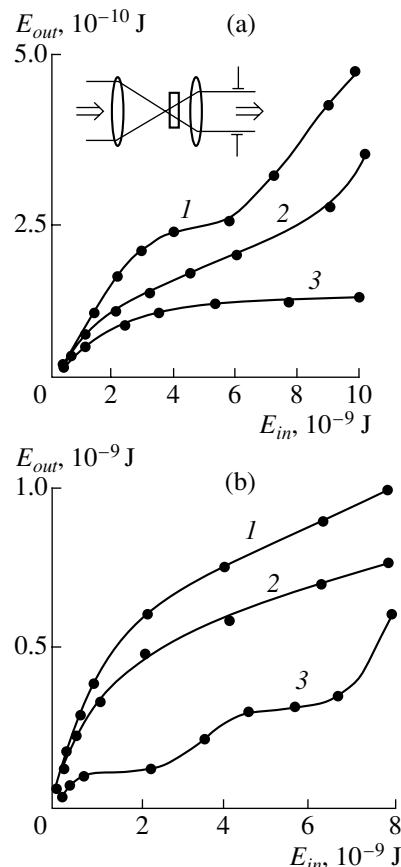 E_out, 10^–10 J
(a)
5.0
1
2
2.5
3
0 2 4 6 8 10
E_in, 10^–9 J
E_out, 10^–9 J
(b)
1.0
1
2
0.5
3
0 2 4 6 8
E_in, 10^–9 J